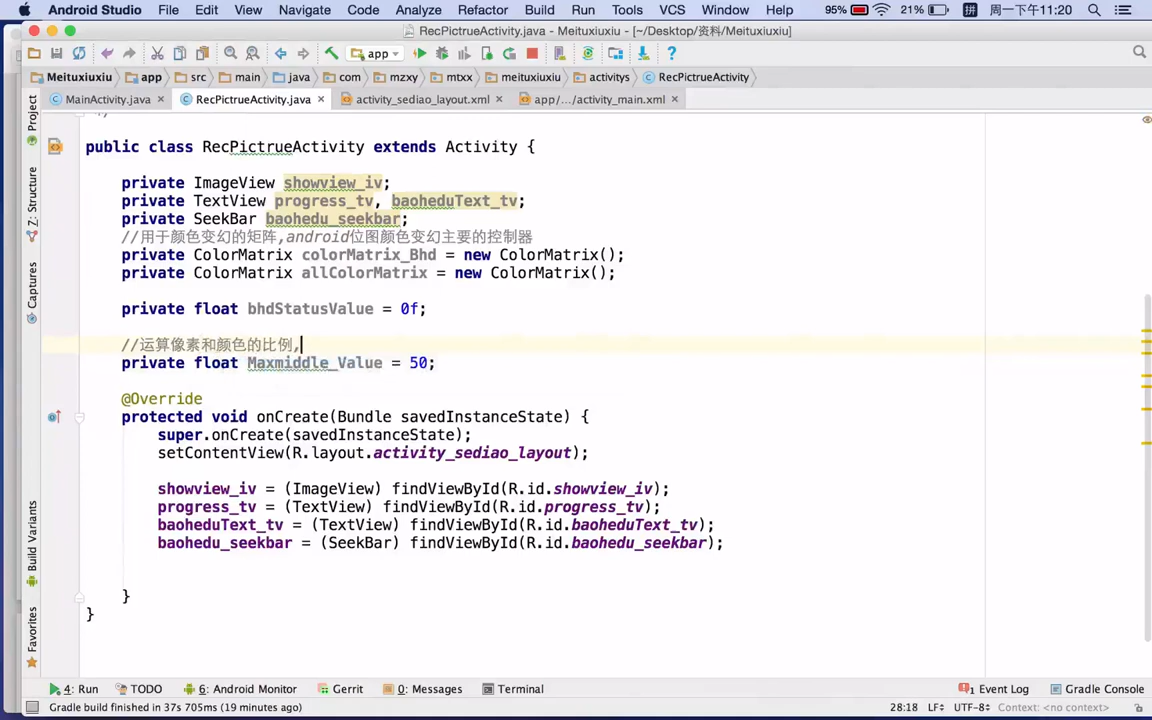 Android Studio File Edit View Navigate Code Analyze Refactor Build Run Tools VCS Window Help 95% 21% 拼 周一下午11:20
RecPictrueActivity.java - Meituxiuxiu - [~/Desktop/资料/Meituxiuxiu]
app
Meituxiuxiu app src main java com mzxy mtxx meituxiuxiu activitys RecPictrueActivity
MainActivity.java RecPictrueActivity.java activity_sediao_layout.xml app/.../activity_main.xml
Project
Z: Structure
Captures
Build Variants
Favorites
*/
public class RecPictrueActivity extends Activity {
private ImageView showview_iv;
private TextView progress_tv, baoheduText_tv;
private SeekBar baohedu_seekbar;
//用于颜色变幻的矩阵,android位图颜色变幻主要的控制器
private ColorMatrix colorMatrix_Bhd = new ColorMatrix();
private ColorMatrix allColorMatrix = new ColorMatrix();
private float bhdStatusValue = 0f;
//运算像素和颜色的比例,
private float Maxmiddle_Value = 50;
@Override
protected void onCreate(Bundle savedInstanceState) {
super.onCreate(savedInstanceState);
setContentView(R.layout.activity_sediao_layout);
showview_iv = (ImageView) findViewById(R.id.showview_iv);
progress_tv = (TextView) findViewById(R.id.progress_tv);
baoheduText_tv = (TextView) findViewById(R.id.baoheduText_tv);
baohedu_seekbar = (SeekBar) findViewById(R.id.baohedu_seekbar);
}
}
4: Run TODO 6: Android Monitor Gerrit 0: Messages Terminal 1 Event Log Gradle Console
Gradle build finished in 37s 705ms (19 minutes ago) 28:18 LF÷ UTF-8÷ Context: <no context>